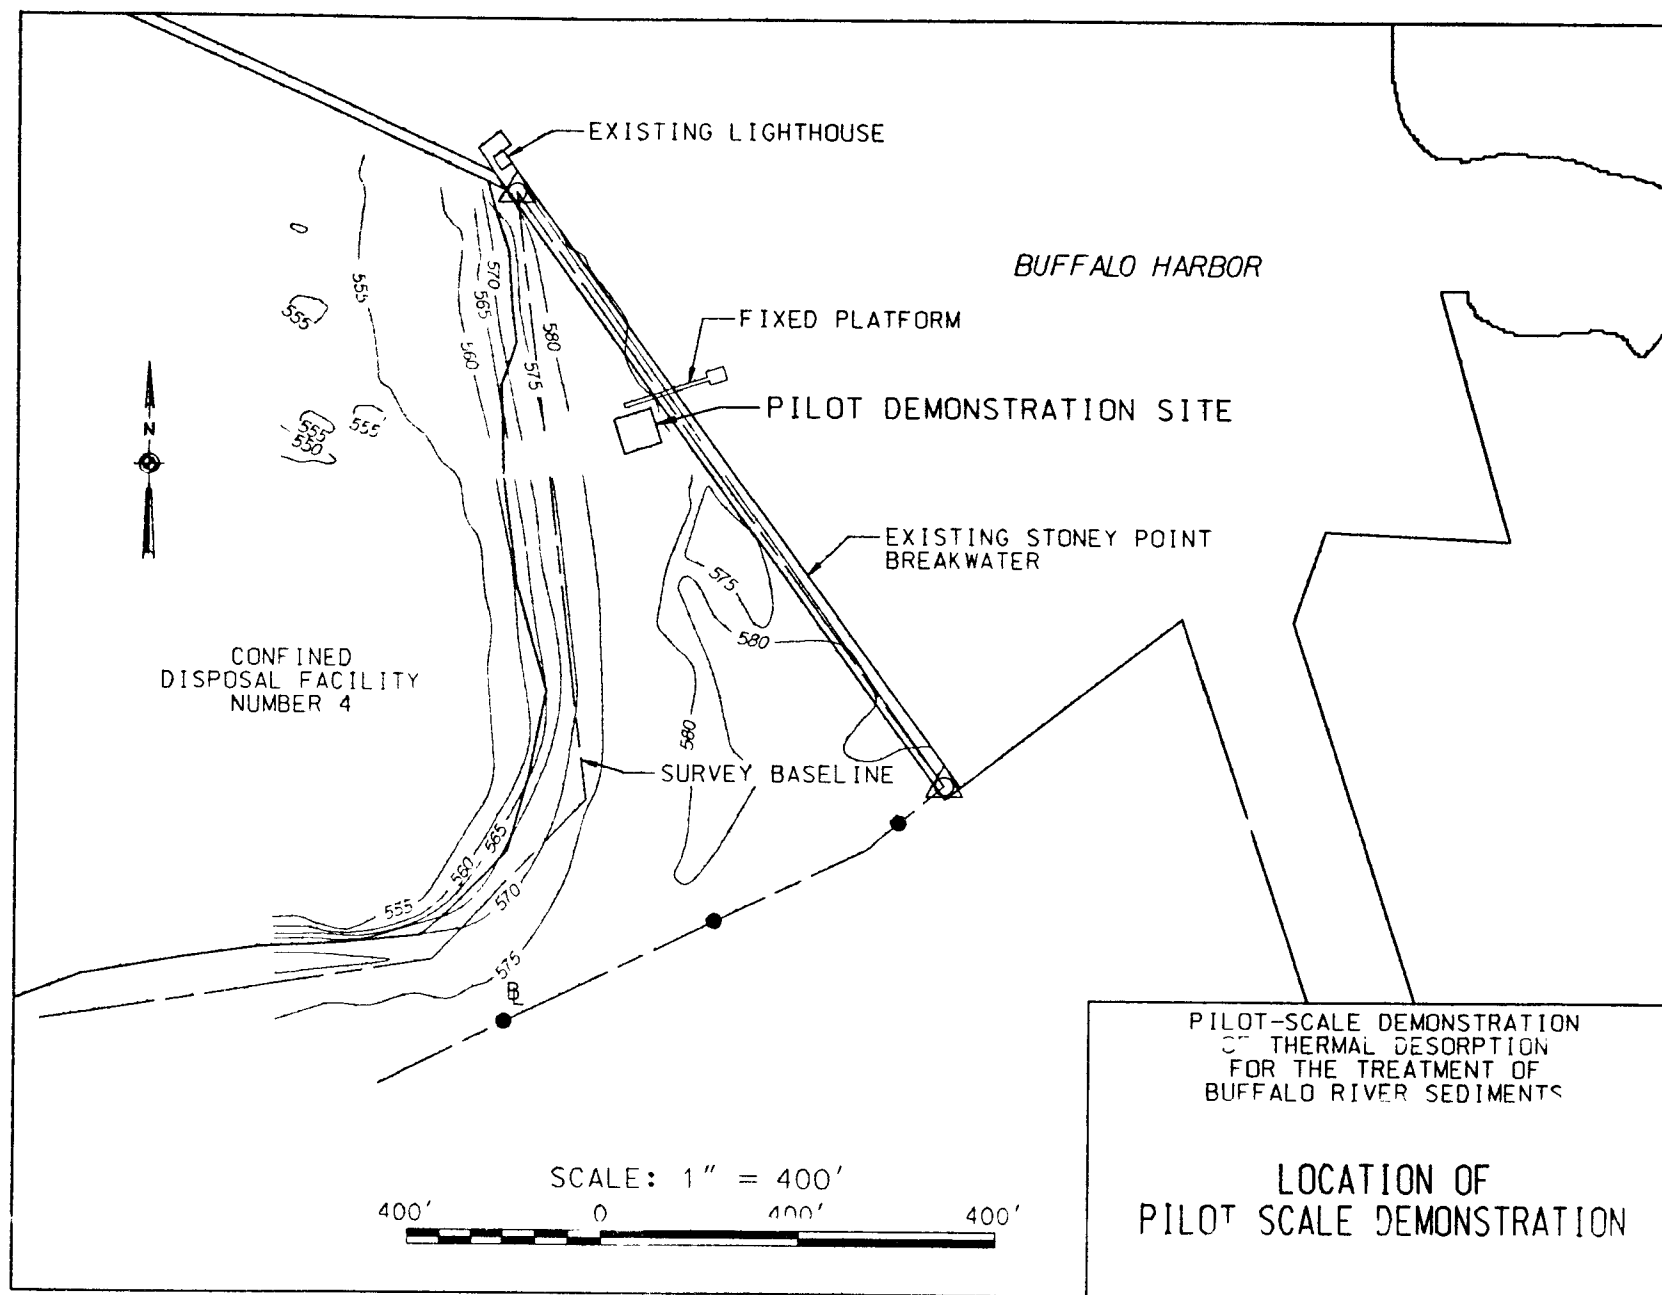 EXISTING LIGHTHOUSE
BUFFALO HARBOR
FIXED PLATFORM
PILOT DEMONSTRATION SITE
EXISTING STONEY POINT
BREAKWATER
CONFINED
DISPOSAL FACILITY
NUMBER 4
SURVEY BASELINE
N
555
570
565
560
580
575
555
555
555
550
575
580
580
565
560
555
570
575
BL
SCALE: 1" = 400'
400' 0 400' 400'
PILOT-SCALE DEMONSTRATION
OF THERMAL DESORPTION
FOR THE TREATMENT OF
BUFFALO RIVER SEDIMENTS
LOCATION OF
PILOT SCALE DEMONSTRATION